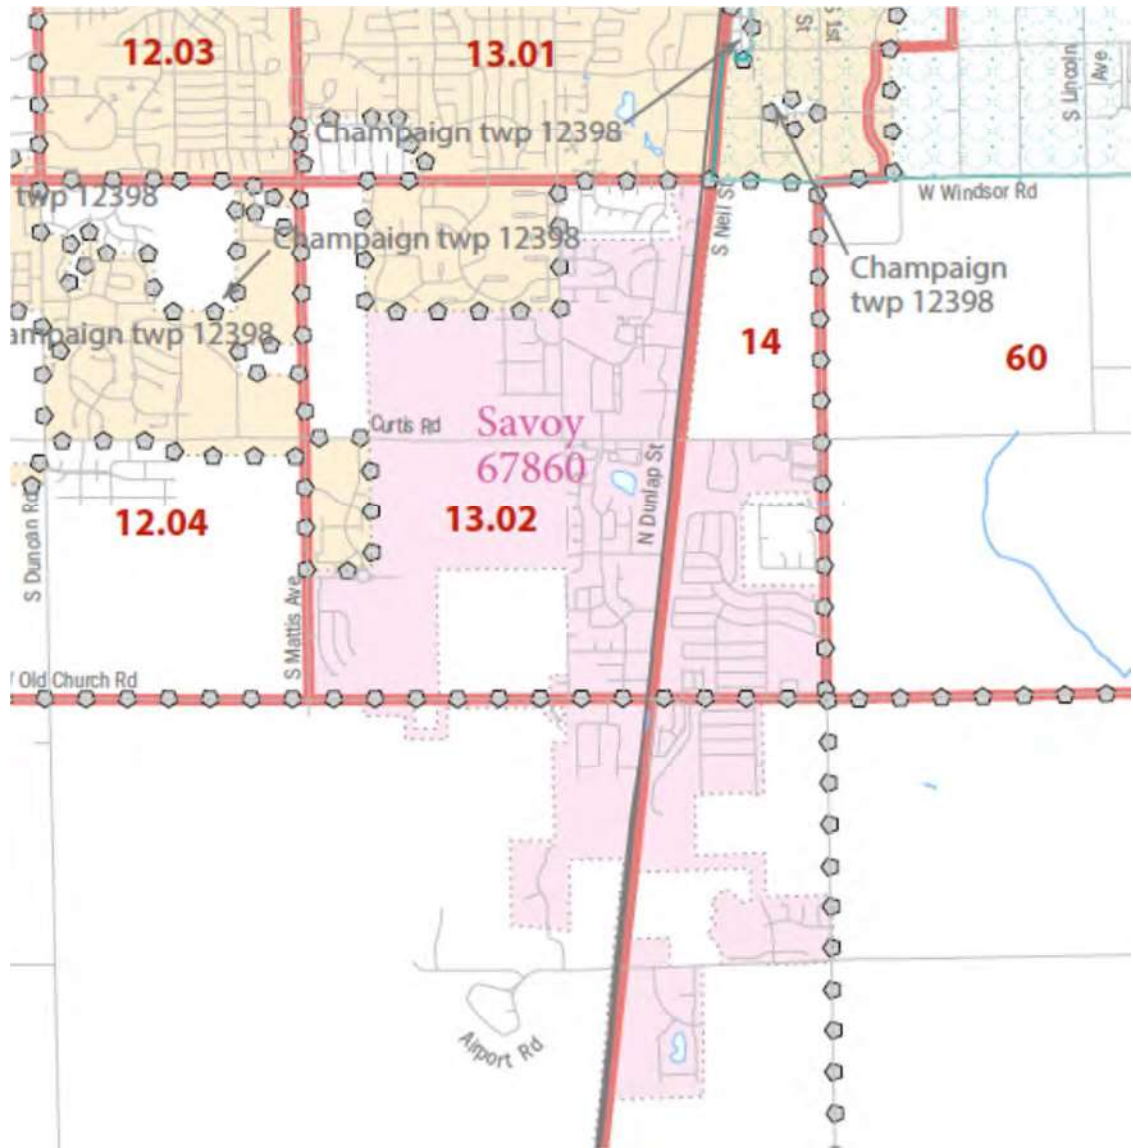 12.03
13.01
S 1st
St
S Lincoln
Ave
Champaign twp 12398
twp 12398
W Windsor Rd
S Neil St
Champaign twp 12398
Champaign
twp 12398
ampaign twp 12398
14
60
Curtis Rd
Savoy
67860
N Dunlap St
12.04
13.02
S Duncan Rd
S Mattis Ave
Old Church Rd
Airport Rd